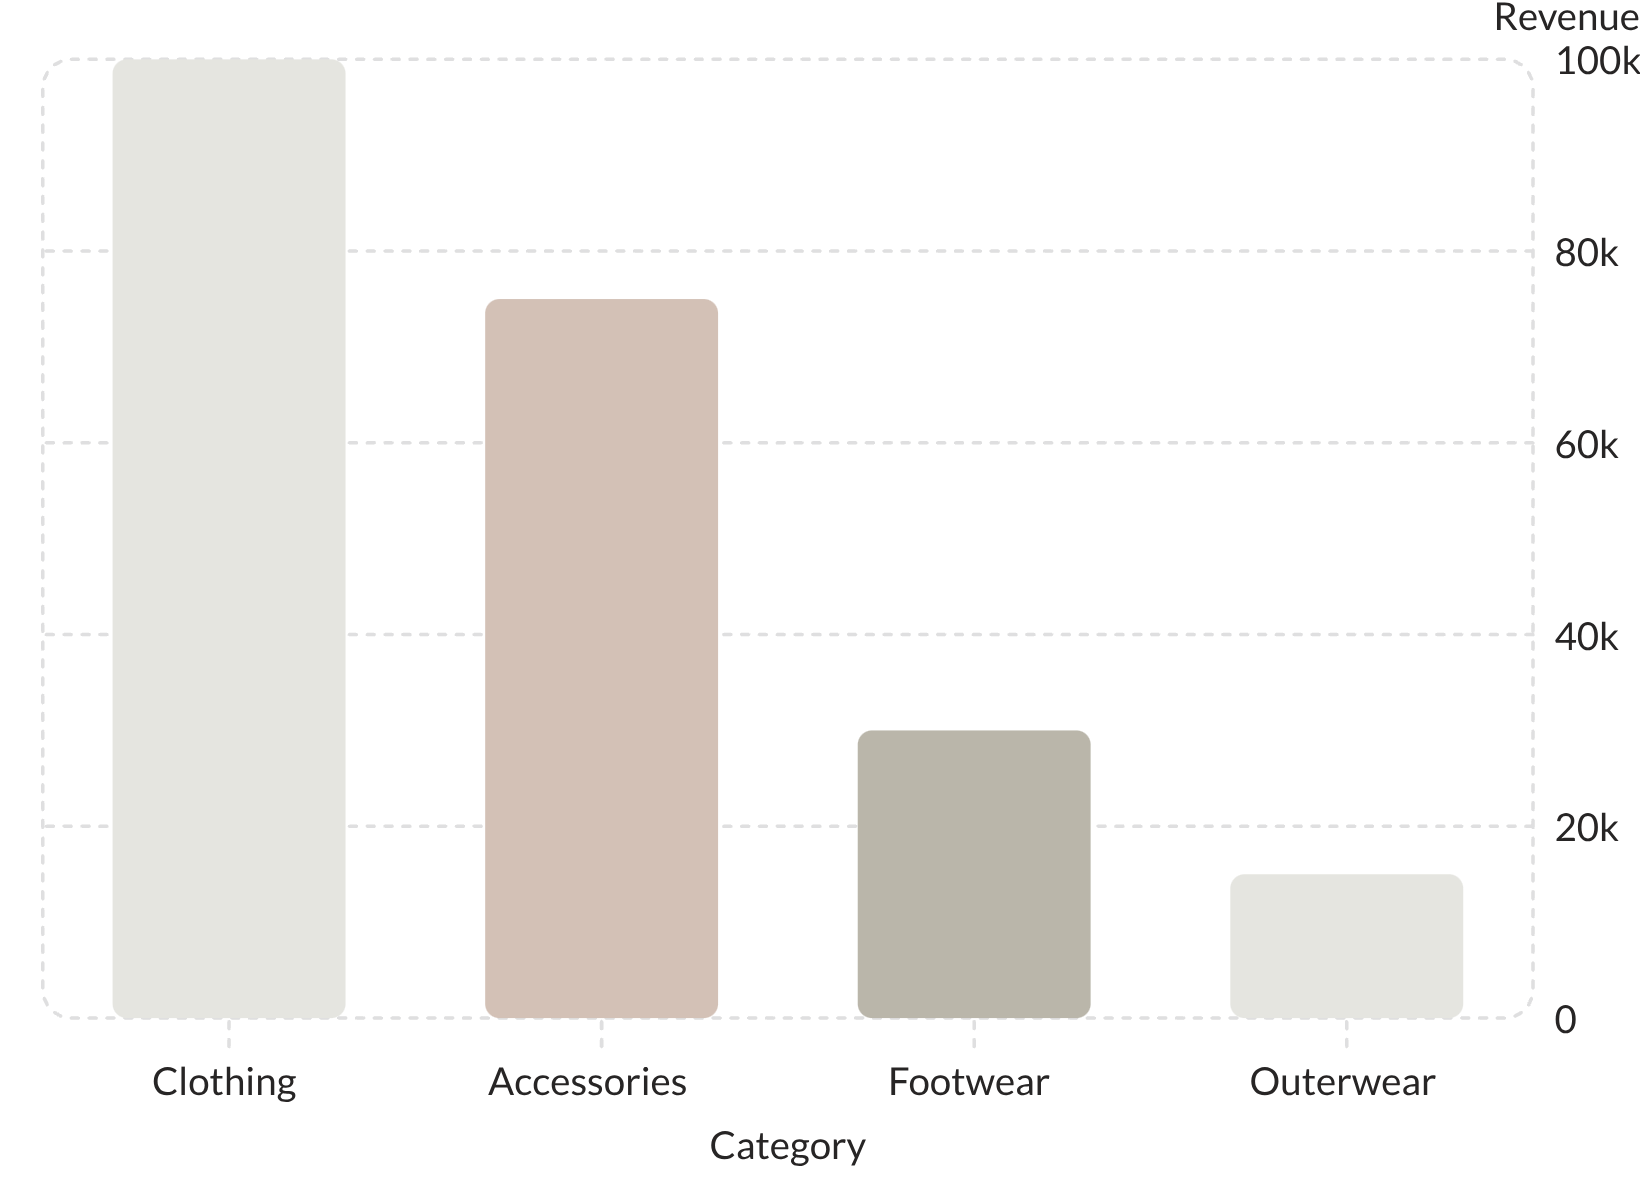 Revenue
100k
80k
60k
40k
20k
0
Clothing Accessories Footwear Outerwear
Category